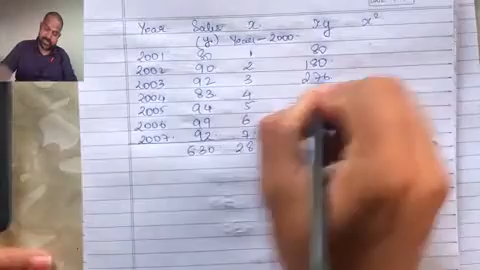 Year Sales x xy x²
(y) Year-2000
2001 80 1 80
2002 90 2 180
2003 92 3 276
2004 83 4
2005 94 5
2006 99 6
2007 92 7
630 28